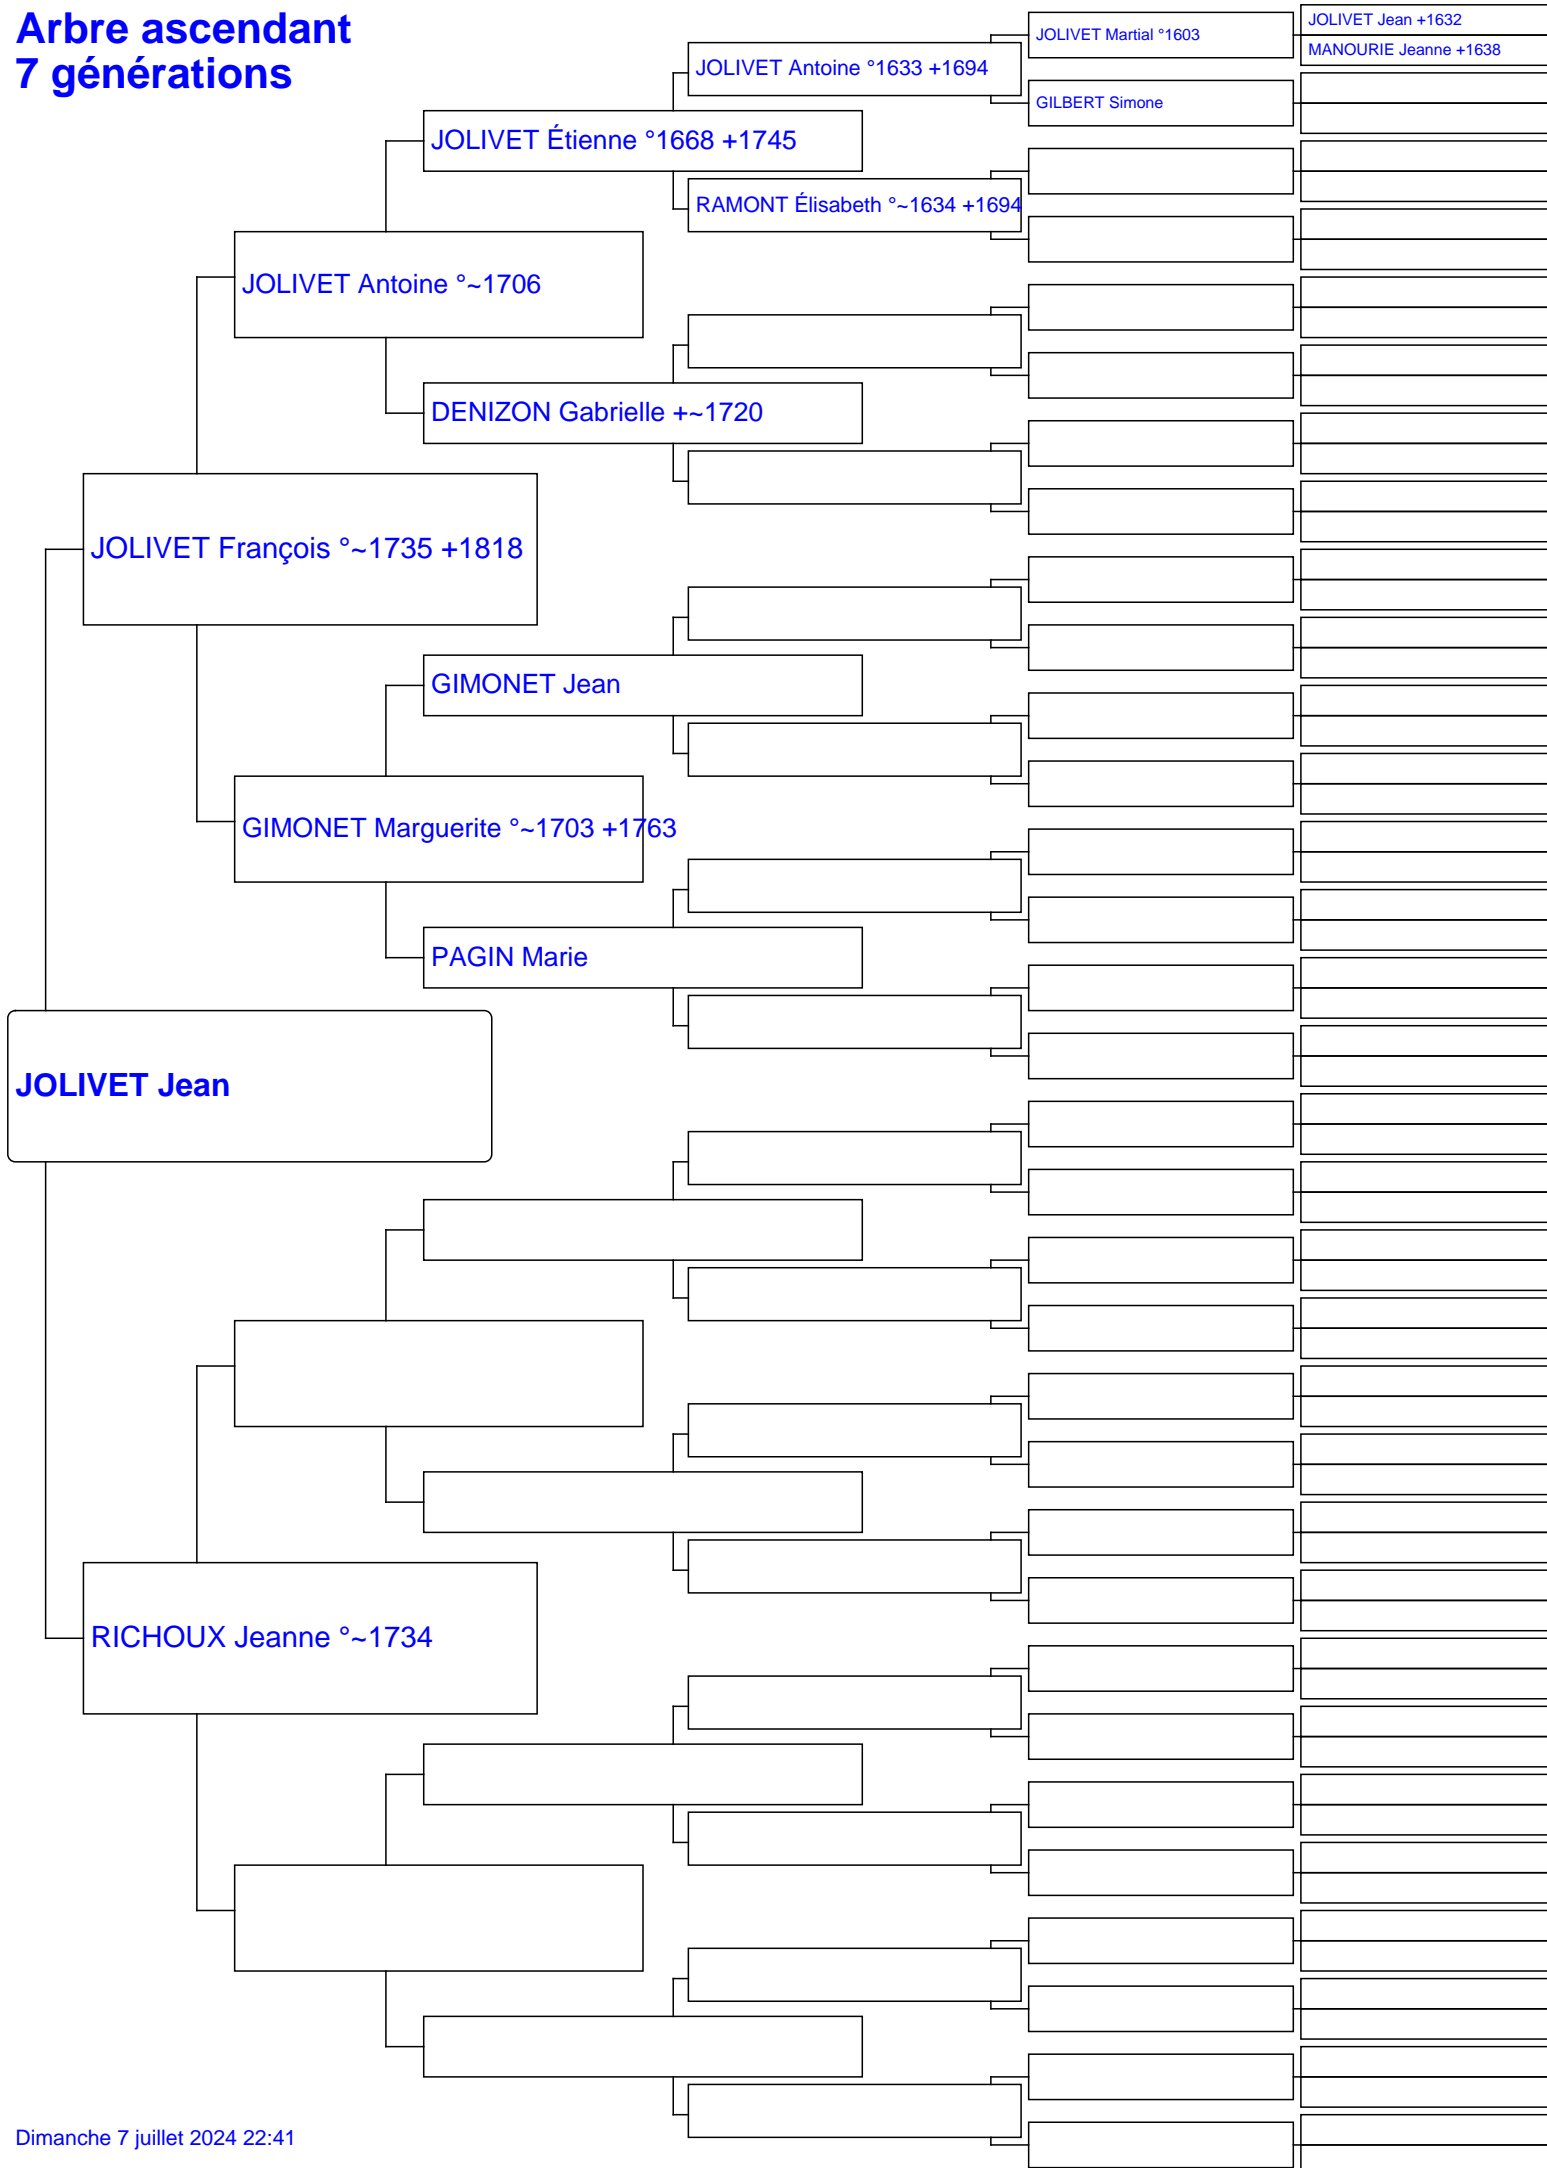 Arbre ascendant
7 générations
JOLIVET Jean +1632
MANOURIE Jeanne +1638
JOLIVET Martial °1603
JOLIVET Antoine °1633 +1694
GILBERT Simone
JOLIVET Étienne °1668 +1745
RAMONT Élisabeth °~1634 +1694
JOLIVET Antoine °~1706
DENIZON Gabrielle +~1720
JOLIVET François °~1735 +1818
GIMONET Jean
GIMONET Marguerite °~1703 +1763
PAGIN Marie
JOLIVET Jean
RICHOUX Jeanne °~1734
Dimanche 7 juillet 2024 22:41